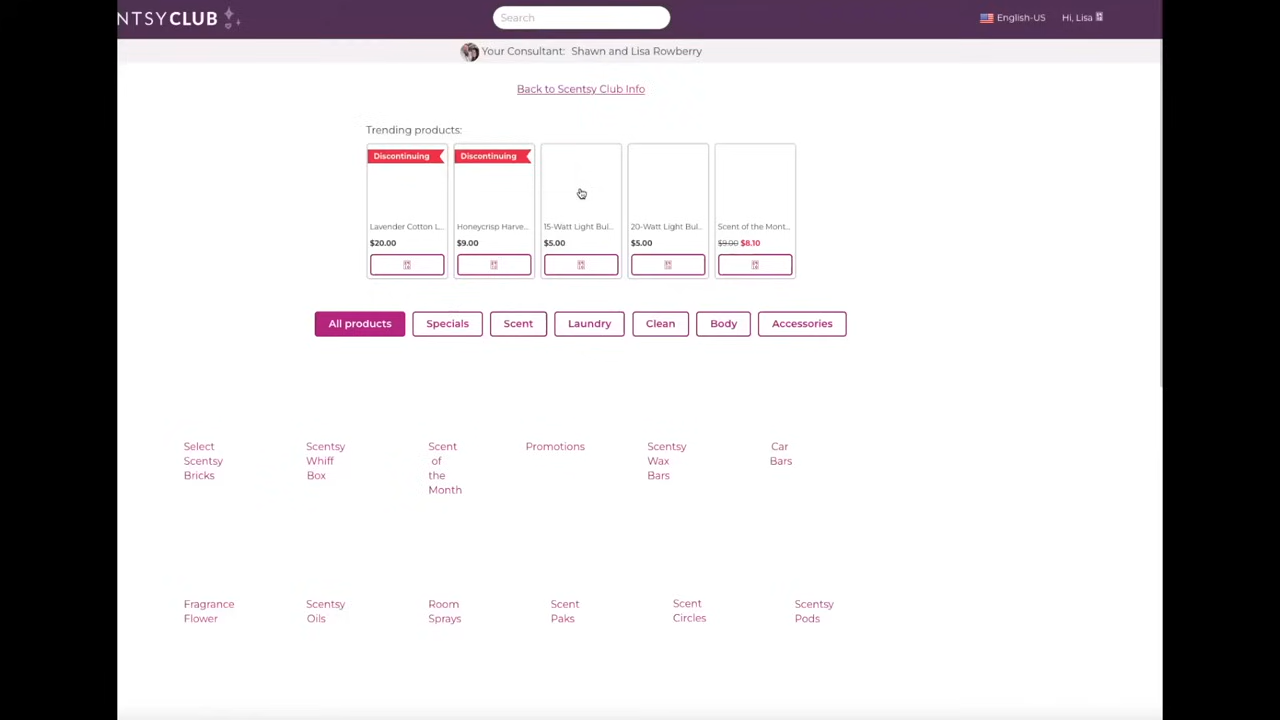 NTSYCLUB
Search
English-US
Hi, Lisa
Your Consultant: Shawn and Lisa Rowberry
Back to Scentsy Club Info
Trending products:
Discontinuing
Discontinuing
Lavender Cotton L...
Honeycrisp Harve...
15-Watt Light Bul...
20-Watt Light Bul...
Scent of the Mont...
$20.00
$9.00
$5.00
$5.00
$9.00 $8.10
All products
Specials
Scent
Laundry
Clean
Body
Accessories
Select
Scentsy
Bricks
Scentsy
Whiff
Box
Scent
of
the
Month
Promotions
Scentsy
Wax
Bars
Car
Bars
Fragrance
Flower
Scentsy
Oils
Room
Sprays
Scent
Paks
Scent
Circles
Scentsy
Pods